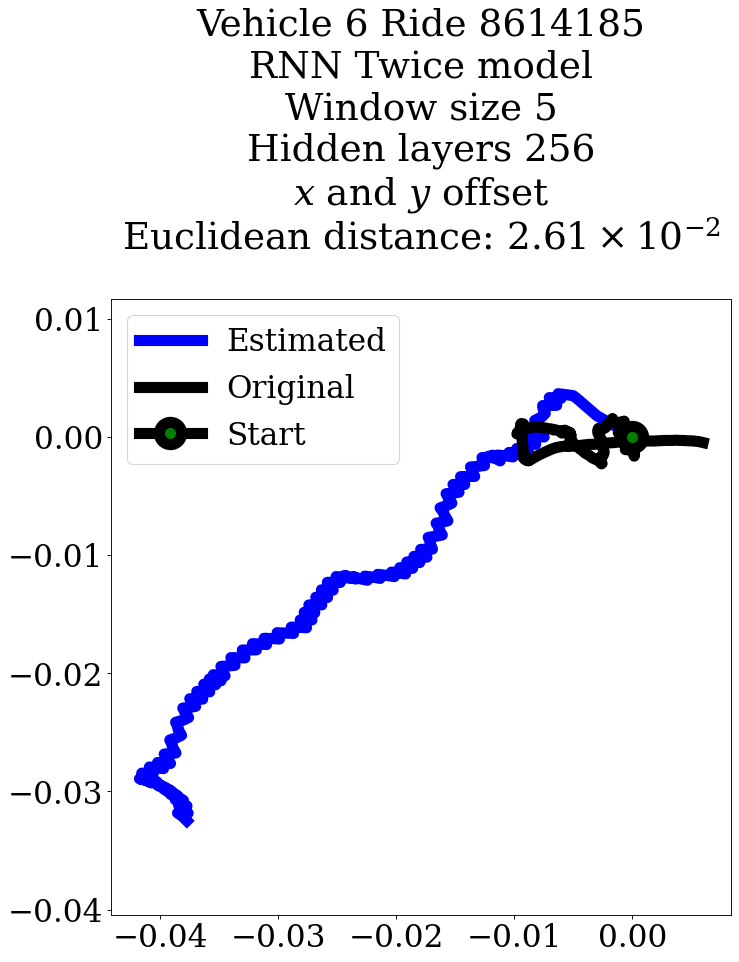 Vehicle 6 Ride 8614185
RNN Twice model
Window size 5
Hidden layers 256
x and y offset
Euclidean distance: 2.61 × 10⁻²
Estimated
Original
Start
0.01
0.00
−0.01
−0.02
−0.03
−0.04
−0.04 −0.03 −0.02 −0.01 0.00